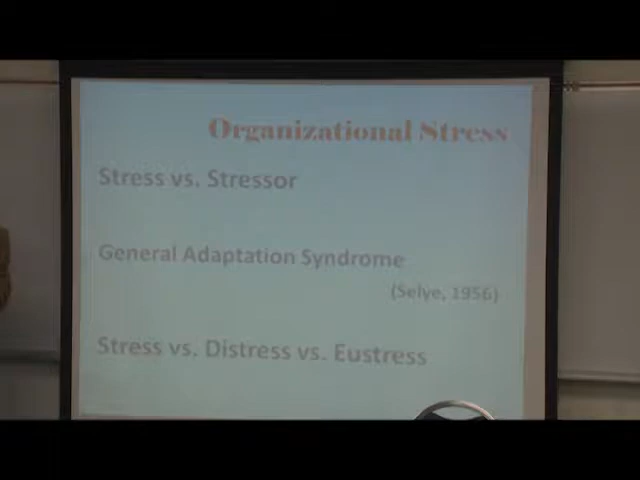 Organizational Stress
Stress vs. Stressor
General Adaptation Syndrome
(Selye, 1956)
Stress vs. Distress vs. Eustress